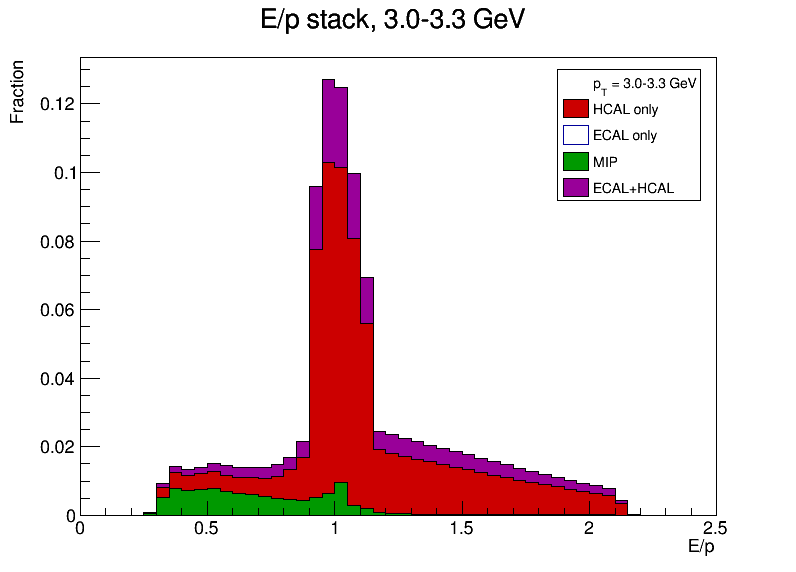 E/p stack, 3.0-3.3 GeV
Fraction
p_T = 3.0-3.3 GeV
HCAL only
ECAL only
MIP
ECAL+HCAL
0.12
0.1
0.08
0.06
0.04
0.02
0
0 0.5 1 1.5 2 2.5
E/p